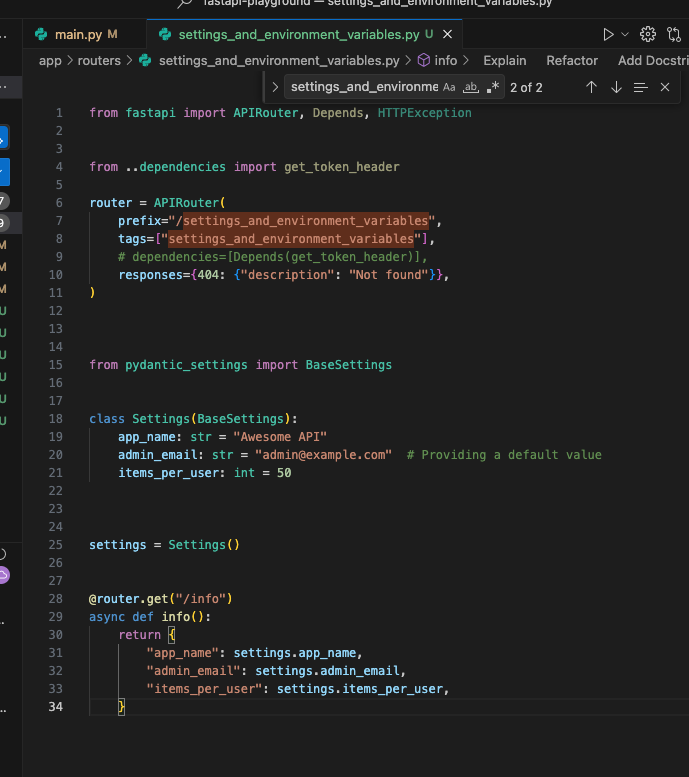 fastapi-playground — settings_and_environment_variables.py
main.py M
settings_and_environment_variables.py U
app > routers > settings_and_environment_variables.py > info > Explain Refactor
settings_and_environme Aa ab .* 2 of 2
1 from fastapi import APIRouter, Depends, HTTPException
2
3
4 from ..dependencies import get_token_header
5
6 router = APIRouter(
7 prefix="/settings_and_environment_variables",
8 tags=["settings_and_environment_variables"],
9 # dependencies=[Depends(get_token_header)],
10 responses={404: {"description": "Not found"}},
11 )
12
13
14
15 from pydantic_settings import BaseSettings
16
17
18 class Settings(BaseSettings):
19 app_name: str = "Awesome API"
20 admin_email: str = "admin@example.com" # Providing a default value
21 items_per_user: int = 50
22
23
24
25 settings = Settings()
26
27
28 @router.get("/info")
29 async def info():
30 return {
31 "app_name": settings.app_name,
32 "admin_email": settings.admin_email,
33 "items_per_user": settings.items_per_user,
34 }
7
9
M
M
M
U
U
U
U
U
U